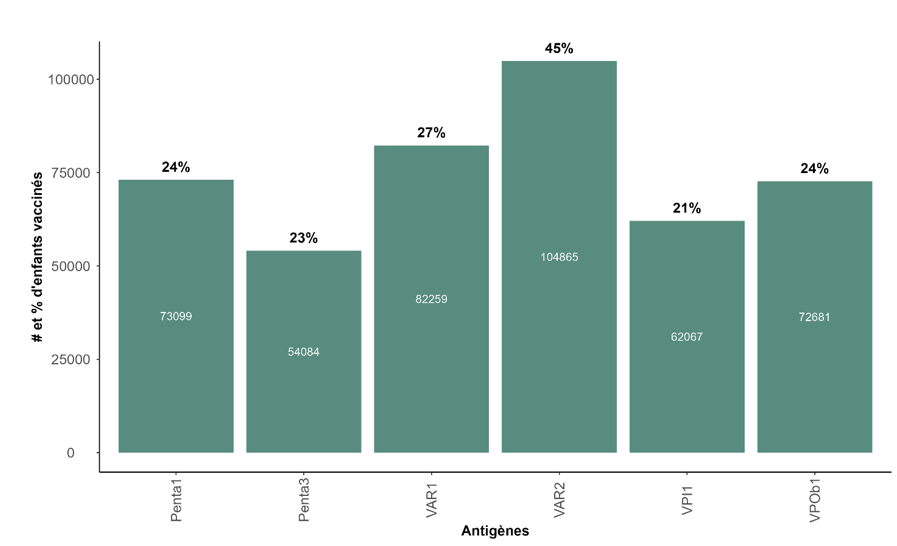 45%
100000
27%
24%
24%
75000
23%
21%
# et % d'enfants vaccinés
50000
104865
82259
73099
72681
62067
54084
25000
0
Penta1
Penta3
VAR1
VAR2
VPI1
VPOb1
Antigènes